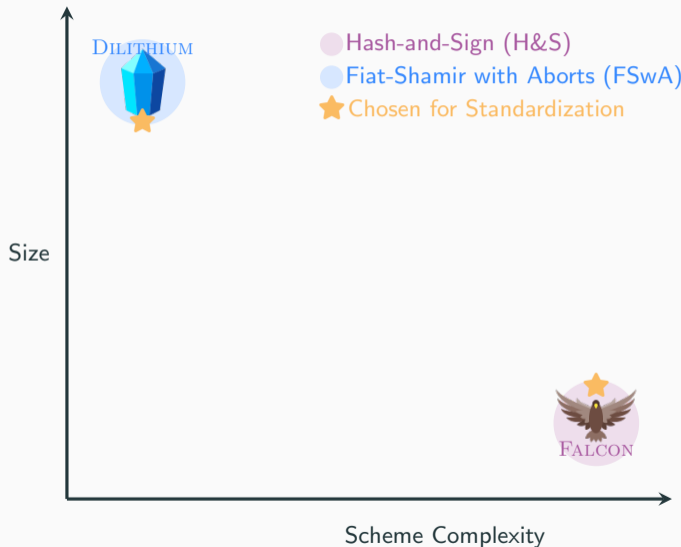 DILITHIUM
Hash-and-Sign (H&S)
Fiat-Shamir with Aborts (FSwA)
Chosen for Standardization
Size
FALCON
Scheme Complexity